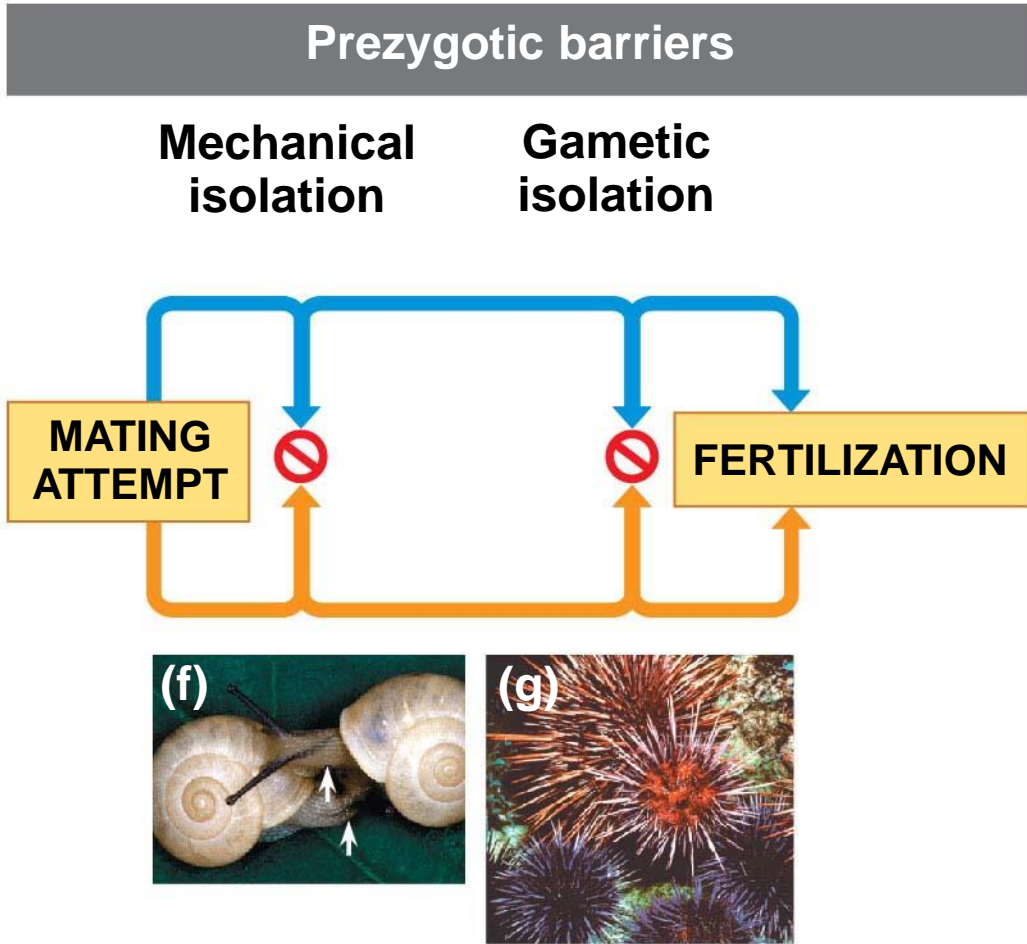 Prezygotic barriers
Mechanical
isolation
Gametic
isolation
MATING
ATTEMPT
FERTILIZATION
(f)
(g)